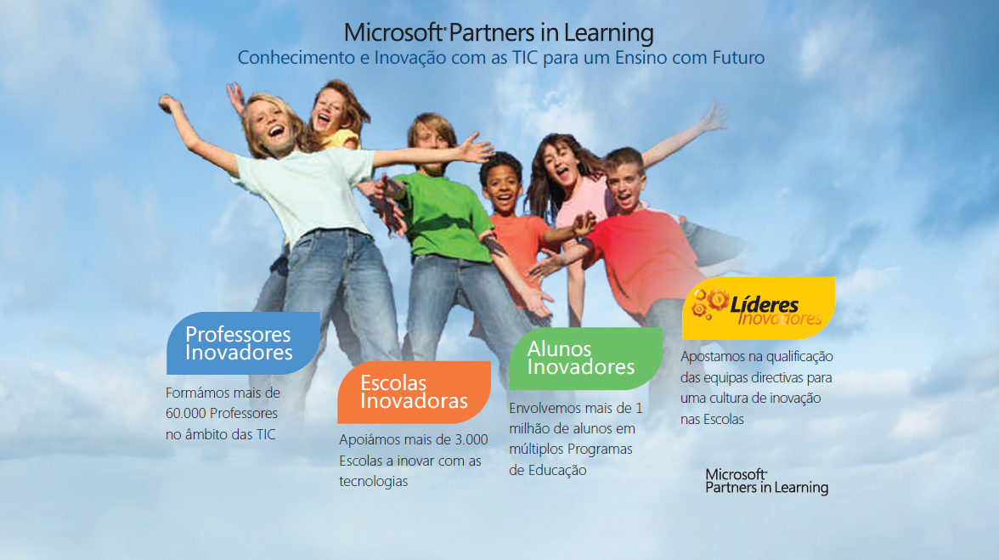 Microsoft® Partners in Learning
Conhecimento e Inovação com as TIC para um Ensino com Futuro
Professores
Inovadores
Formámos mais de
60.000 Professores
no âmbito das TIC
Escolas
Inovadoras
Apoiámos mais de 3.000
Escolas a inovar com as
tecnologias
Alunos
Inovadores
Envolvemos mais de 1
milhão de alunos em
múltiplos Programas
de Educação
Líderes
Inovadores
Apostamos na qualificação
das equipas directivas para
uma cultura de inovação
nas Escolas
Microsoft®
Partners in Learning